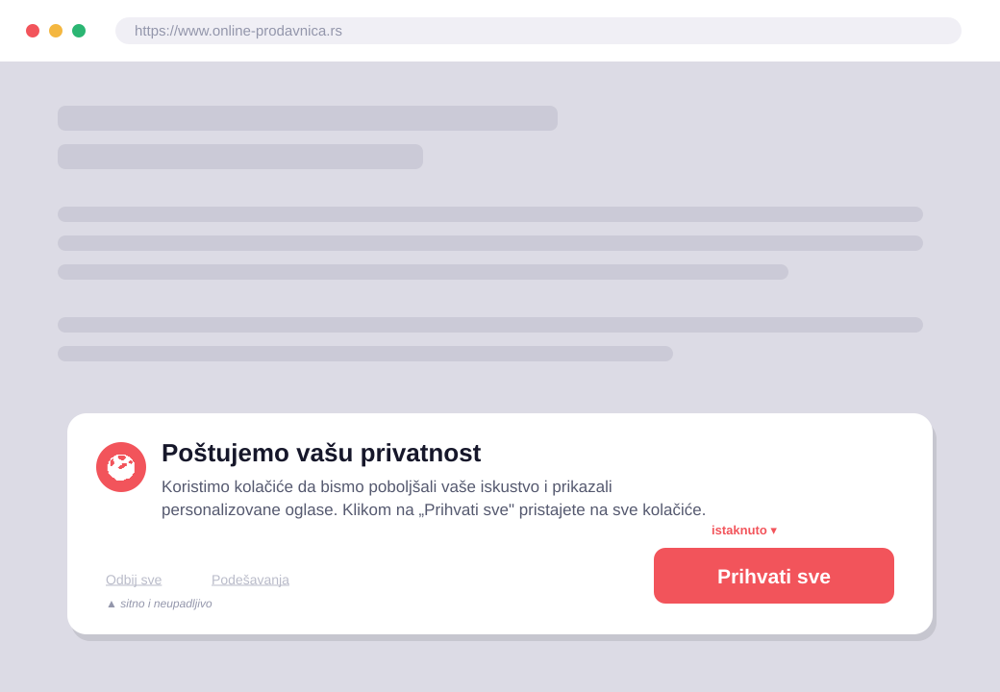 https://www.online-prodavnica.rs
Poštujemo vašu privatnost
Koristimo kolačiće da bismo poboljšali vaše iskustvo i prikazali
personalizovane oglase. Klikom na „Prihvati sve" pristajete na sve kolačiće.
istaknuto ▾
Prihvati sve
Odbij sve Podešavanja
▲ sitno i neupadljivo